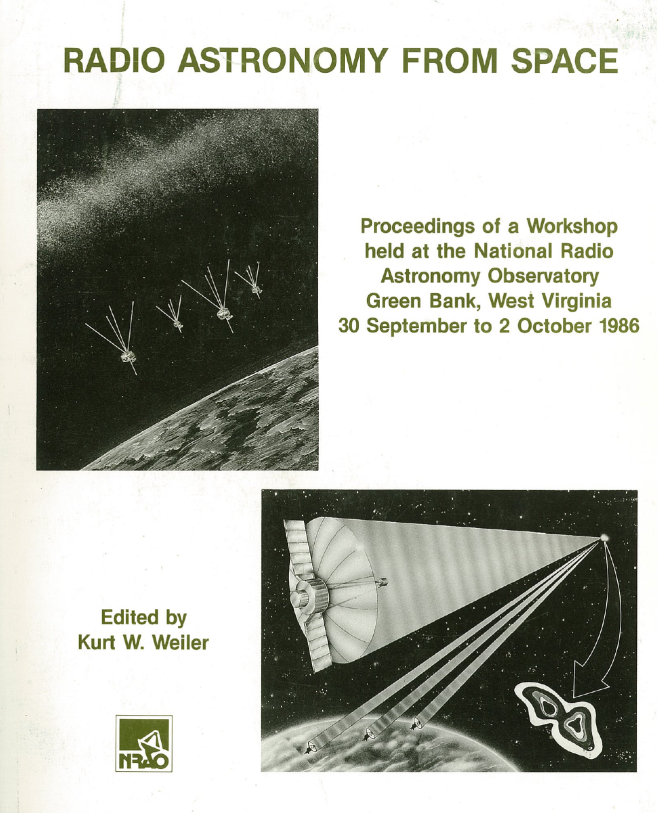 RADIO ASTRONOMY FROM SPACE
Proceedings of a Workshop
held at the National Radio
Astronomy Observatory
Green Bank, West Virginia
30 September to 2 October 1986
Edited by
Kurt W. Weiler
NRAO